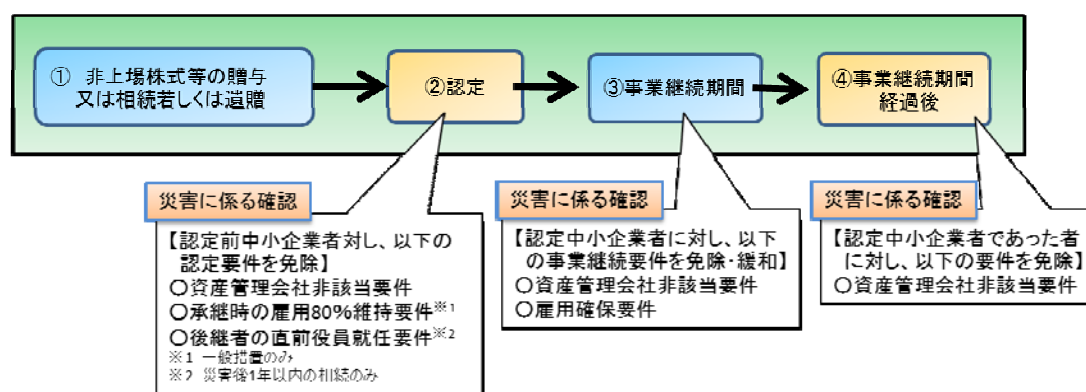 ① 非上場株式等の贈与
又は相続若しくは遺贈
②認定
③事業継続期間
④事業継続期間
経過後
災害に係る確認
【認定前中小企業者対し、以下の
認定要件を免除】
○資産管理会社非該当要件
○承継時の雇用80%維持要件※1
○後継者の直前役員就任要件※2
※1 一般措置のみ
※2 災害後1年以内の相続のみ
災害に係る確認
【認定中小企業者に対し、以下
の事業継続要件を免除・緩和】
○資産管理会社非該当要件
○雇用確保要件
災害に係る確認
【認定中小企業者であった者
に対し、以下の要件を免除】
○資産管理会社非該当要件